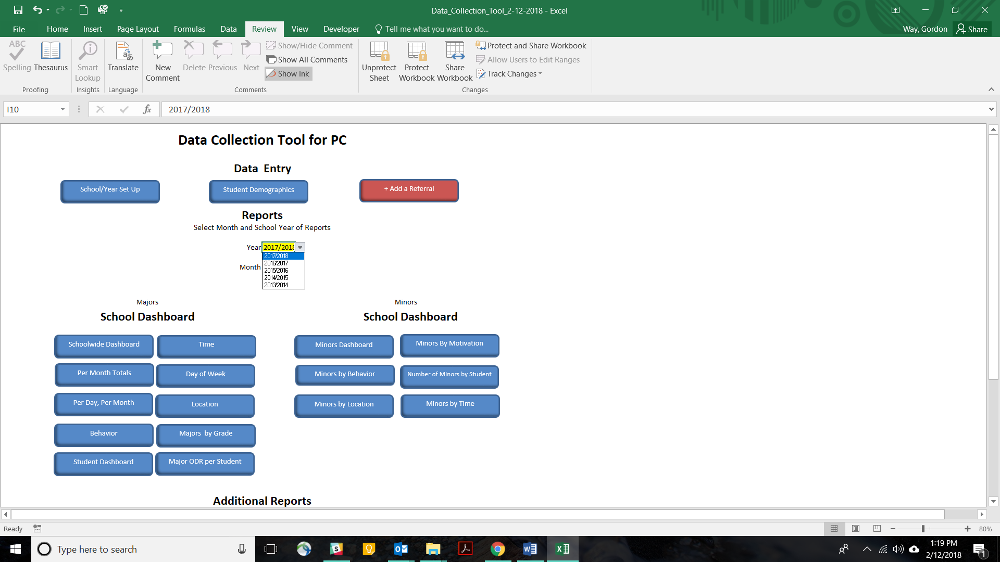 Data_Collection_Tool_2-12-2018 - Excel
File Home Insert Page Layout Formulas Data Review View Developer Tell me what you want to do... Way, Gordon Share
ABC
Spelling
Thesaurus
Proofing
Smart
Lookup
Insights
Translate
Language
New
Comment
Delete
Previous
Next
Show/Hide Comment
Show All Comments
Show Ink
Comments
Unprotect
Sheet
Protect
Workbook
Share
Workbook
Protect and Share Workbook
Allow Users to Edit Ranges
Track Changes
Changes
I10 fx 2017/2018
Data Collection Tool for PC
Data Entry
School/Year Set Up Student Demographics + Add a Referral
Reports
Select Month and School Year of Reports
Year 2017/2018
2017/2018
2016/2017
Month
2015/2016
2014/2015
2013/2014
Majors Minors
School Dashboard School Dashboard
Schoolwide Dashboard Time Minors Dashboard Minors By Motivation
Per Month Totals Day of Week Minors by Behavior Number of Minors by Student
Per Day, Per Month Location Minors by Location Minors by Time
Behavior Majors by Grade
Student Dashboard Major ODR per Student
Additional Reports
Ready 80%
Type here to search
1:19 PM
2/12/2018
1